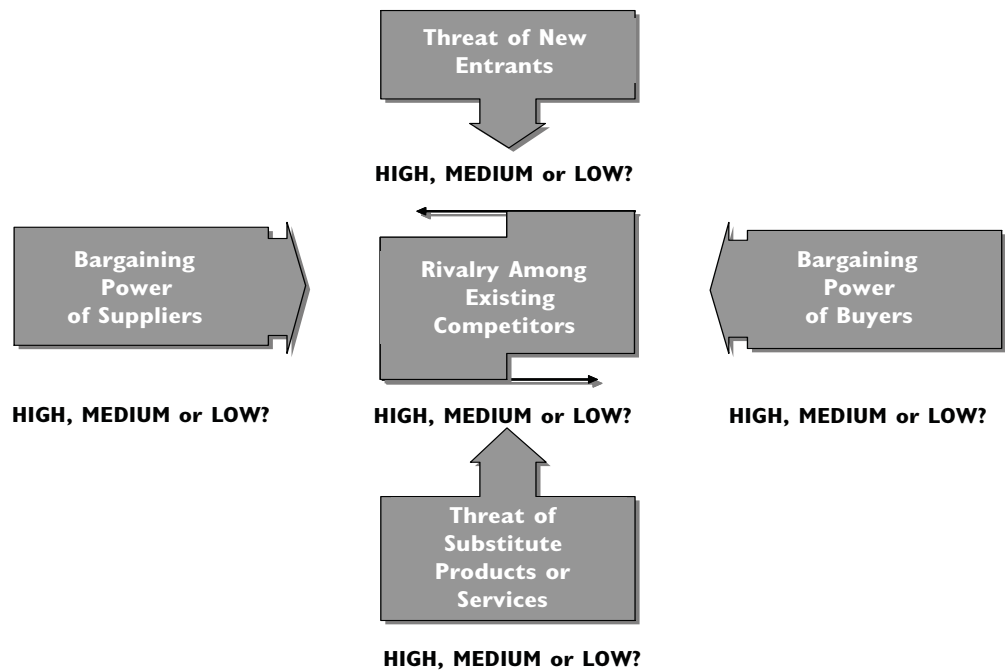 Threat of New
Entrants
HIGH, MEDIUM or LOW?
Bargaining
Power
of Suppliers
HIGH, MEDIUM or LOW?
Rivalry Among
Existing
Competitors
HIGH, MEDIUM or LOW?
Bargaining
Power
of Buyers
HIGH, MEDIUM or LOW?
Threat of
Substitute
Products or
Services
HIGH, MEDIUM or LOW?